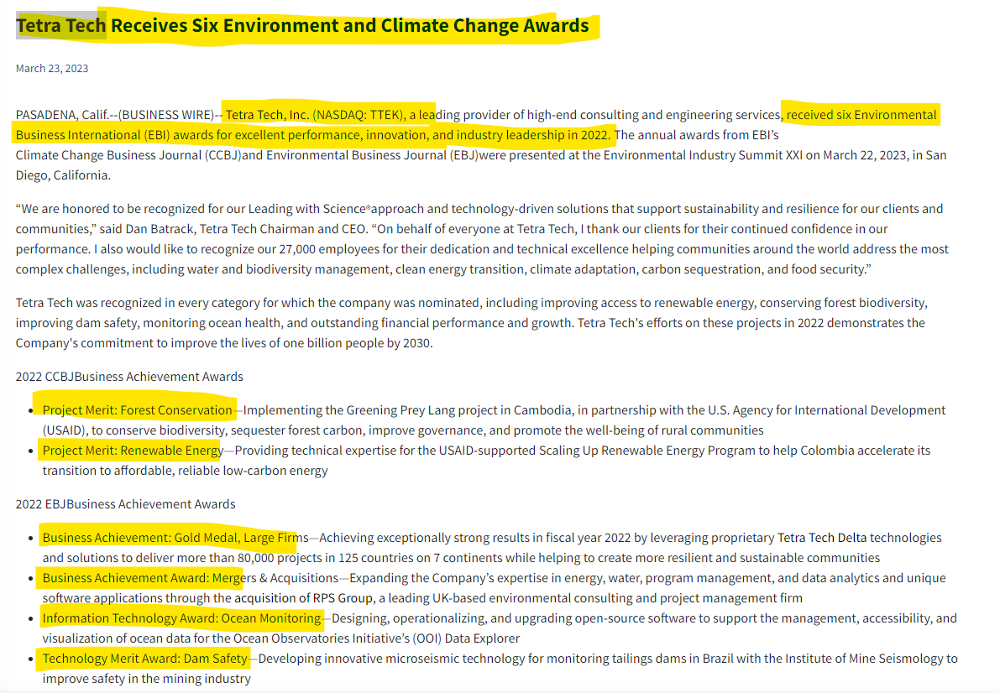 Tetra Tech Receives Six Environment and Climate Change Awards
March 23, 2023
PASADENA, Calif.--(BUSINESS WIRE)-- Tetra Tech, Inc. (NASDAQ: TTEK), a leading provider of high-end consulting and engineering services, received six Environmental
Business International (EBI) awards for excellent performance, innovation, and industry leadership in 2022. The annual awards from EBI’s
Climate Change Business Journal (CCBJ)and Environmental Business Journal (EBJ)were presented at the Environmental Industry Summit XXI on March 22, 2023, in San
Diego, California.
“We are honored to be recognized for our Leading with Science®approach and technology-driven solutions that support sustainability and resilience for our clients and
communities,” said Dan Batrack, Tetra Tech Chairman and CEO. “On behalf of everyone at Tetra Tech, I thank our clients for their continued confidence in our
performance. I also would like to recognize our 27,000 employees for their dedication and technical excellence helping communities around the world address the most
complex challenges, including water and biodiversity management, clean energy transition, climate adaptation, carbon sequestration, and food security.”
Tetra Tech was recognized in every category for which the company was nominated, including improving access to renewable energy, conserving forest biodiversity,
improving dam safety, monitoring ocean health, and outstanding financial performance and growth. Tetra Tech's efforts on these projects in 2022 demonstrates the
Company's commitment to improve the lives of one billion people by 2030.
2022 CCBJBusiness Achievement Awards
• Project Merit: Forest Conservation—Implementing the Greening Prey Lang project in Cambodia, in partnership with the U.S. Agency for International Development
(USAID), to conserve biodiversity, sequester forest carbon, improve governance, and promote the well-being of rural communities
• Project Merit: Renewable Energy—Providing technical expertise for the USAID-supported Scaling Up Renewable Energy Program to help Colombia accelerate its
transition to affordable, reliable low-carbon energy
2022 EBJBusiness Achievement Awards
• Business Achievement: Gold Medal, Large Firms—Achieving exceptionally strong results in fiscal year 2022 by leveraging proprietary Tetra Tech Delta technologies
and solutions to deliver more than 80,000 projects in 125 countries on 7 continents while helping to create more resilient and sustainable communities
• Business Achievement Award: Mergers & Acquisitions—Expanding the Company’s expertise in energy, water, program management, and data analytics and unique
software applications through the acquisition of RPS Group, a leading UK-based environmental consulting and project management firm
• Information Technology Award: Ocean Monitoring—Designing, operationalizing, and upgrading open-source software to support the management, accessibility, and
visualization of ocean data for the Ocean Observatories Initiative’s (OOI) Data Explorer
• Technology Merit Award: Dam Safety—Developing innovative microseismic technology for monitoring tailings dams in Brazil with the Institute of Mine Seismology to
improve safety in the mining industry